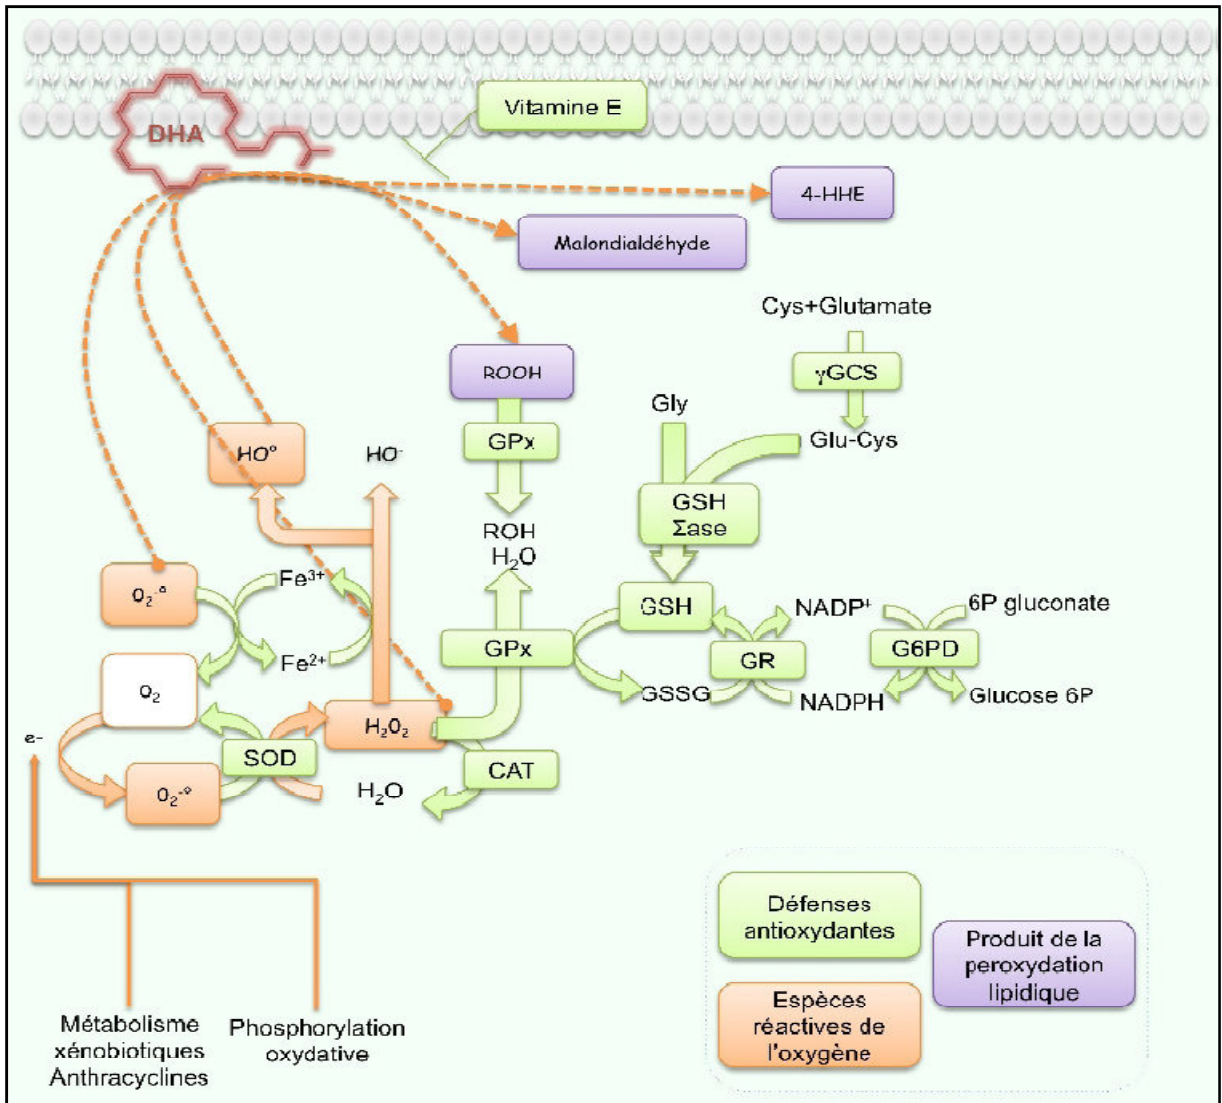 Vitamine E
DHA
4-HHE
Malondialdéhyde
Cys+Glutamate
ROOH
γGCS
Gly
Glu-Cys
HO°
HO⁻
GPx
GSH
Σase
ROH
H₂O
O₂⁻°
Fe³⁺
GSH
NADP⁺
6P gluconate
GPx
GR
G6PD
Fe²⁺
GSSG
NADPH
Glucose 6P
O₂
H₂O₂
e-
SOD
CAT
O₂⁻°
H₂O
Défenses
antioxydantes
Produit de la
peroxydation
lipidique
Espèces
réactives de
l'oxygène
Métabolisme
xénobiotiques
Anthracyclines
Phosphorylation
oxydative